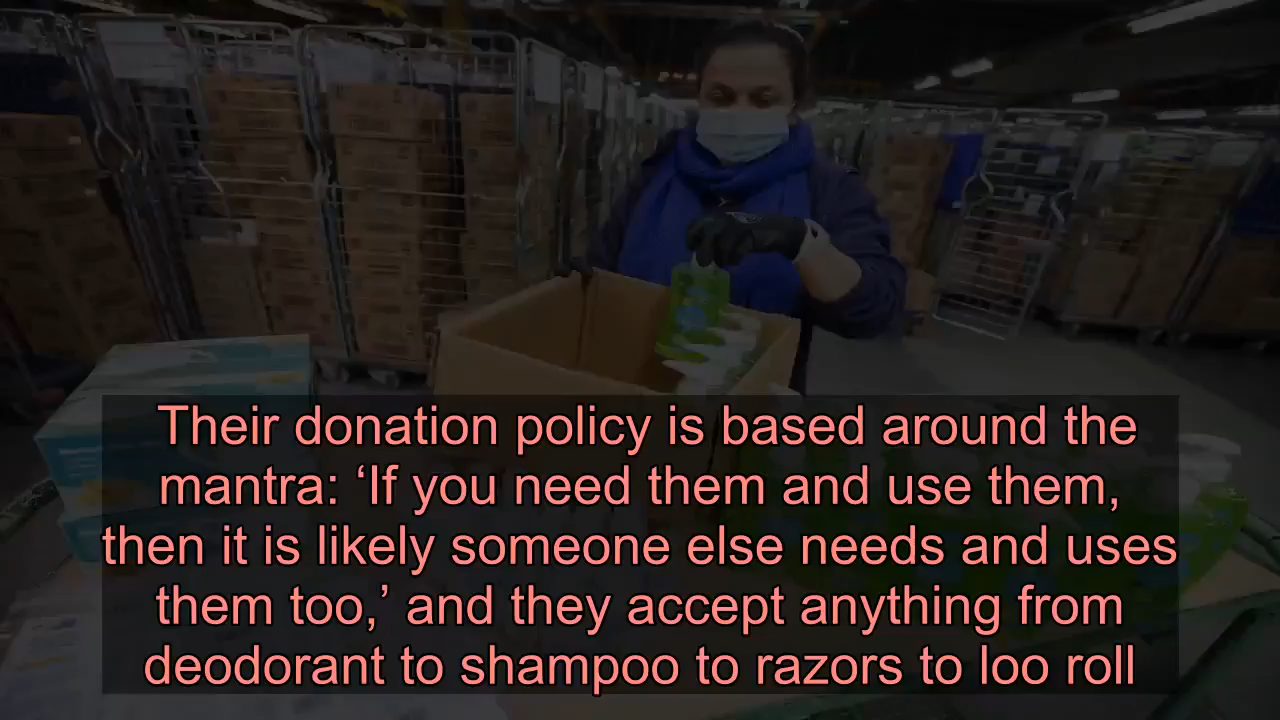 Their donation policy is based around the
mantra: ‘If you need them and use them,
then it is likely someone else needs and uses
them too,’ and they accept anything from
deodorant to shampoo to razors to loo roll